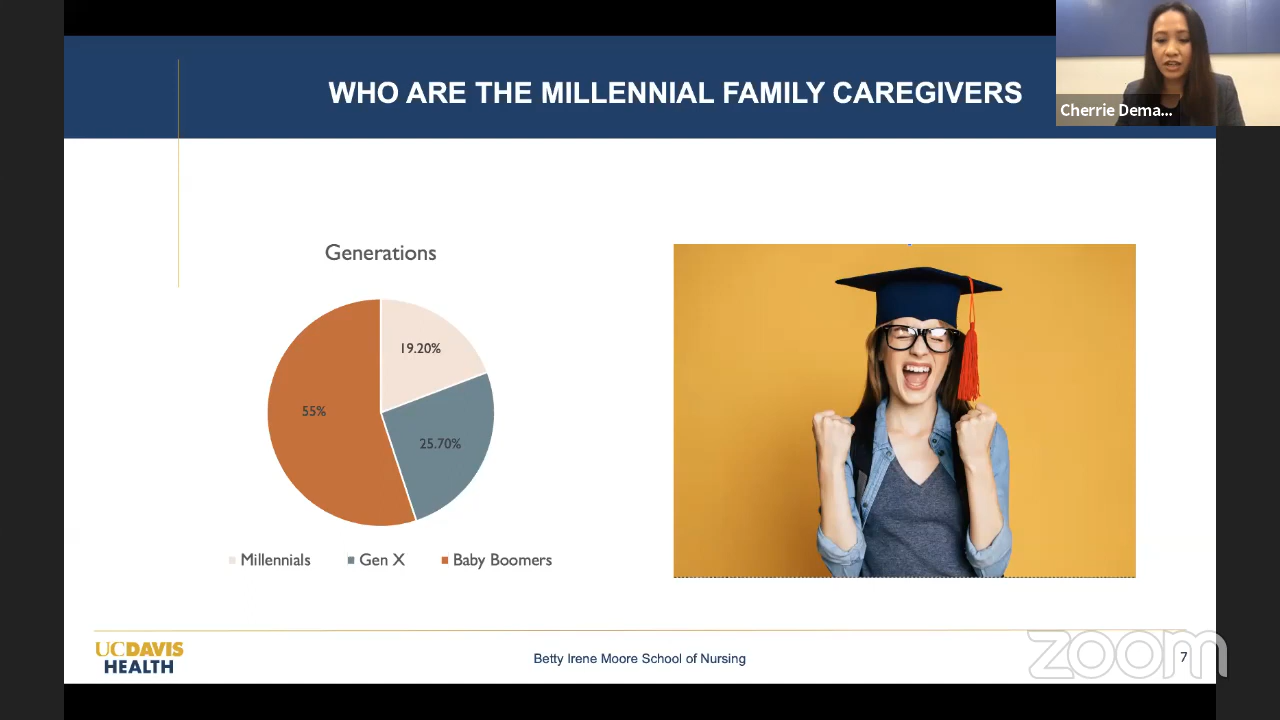 WHO ARE THE MILLENNIAL FAMILY CAREGIVERS
Cherrie Dema...
Generations
19.20%
55%
25.70%
Millennials Gen X Baby Boomers
UCDAVIS
HEALTH
Betty Irene Moore School of Nursing
zoom
7